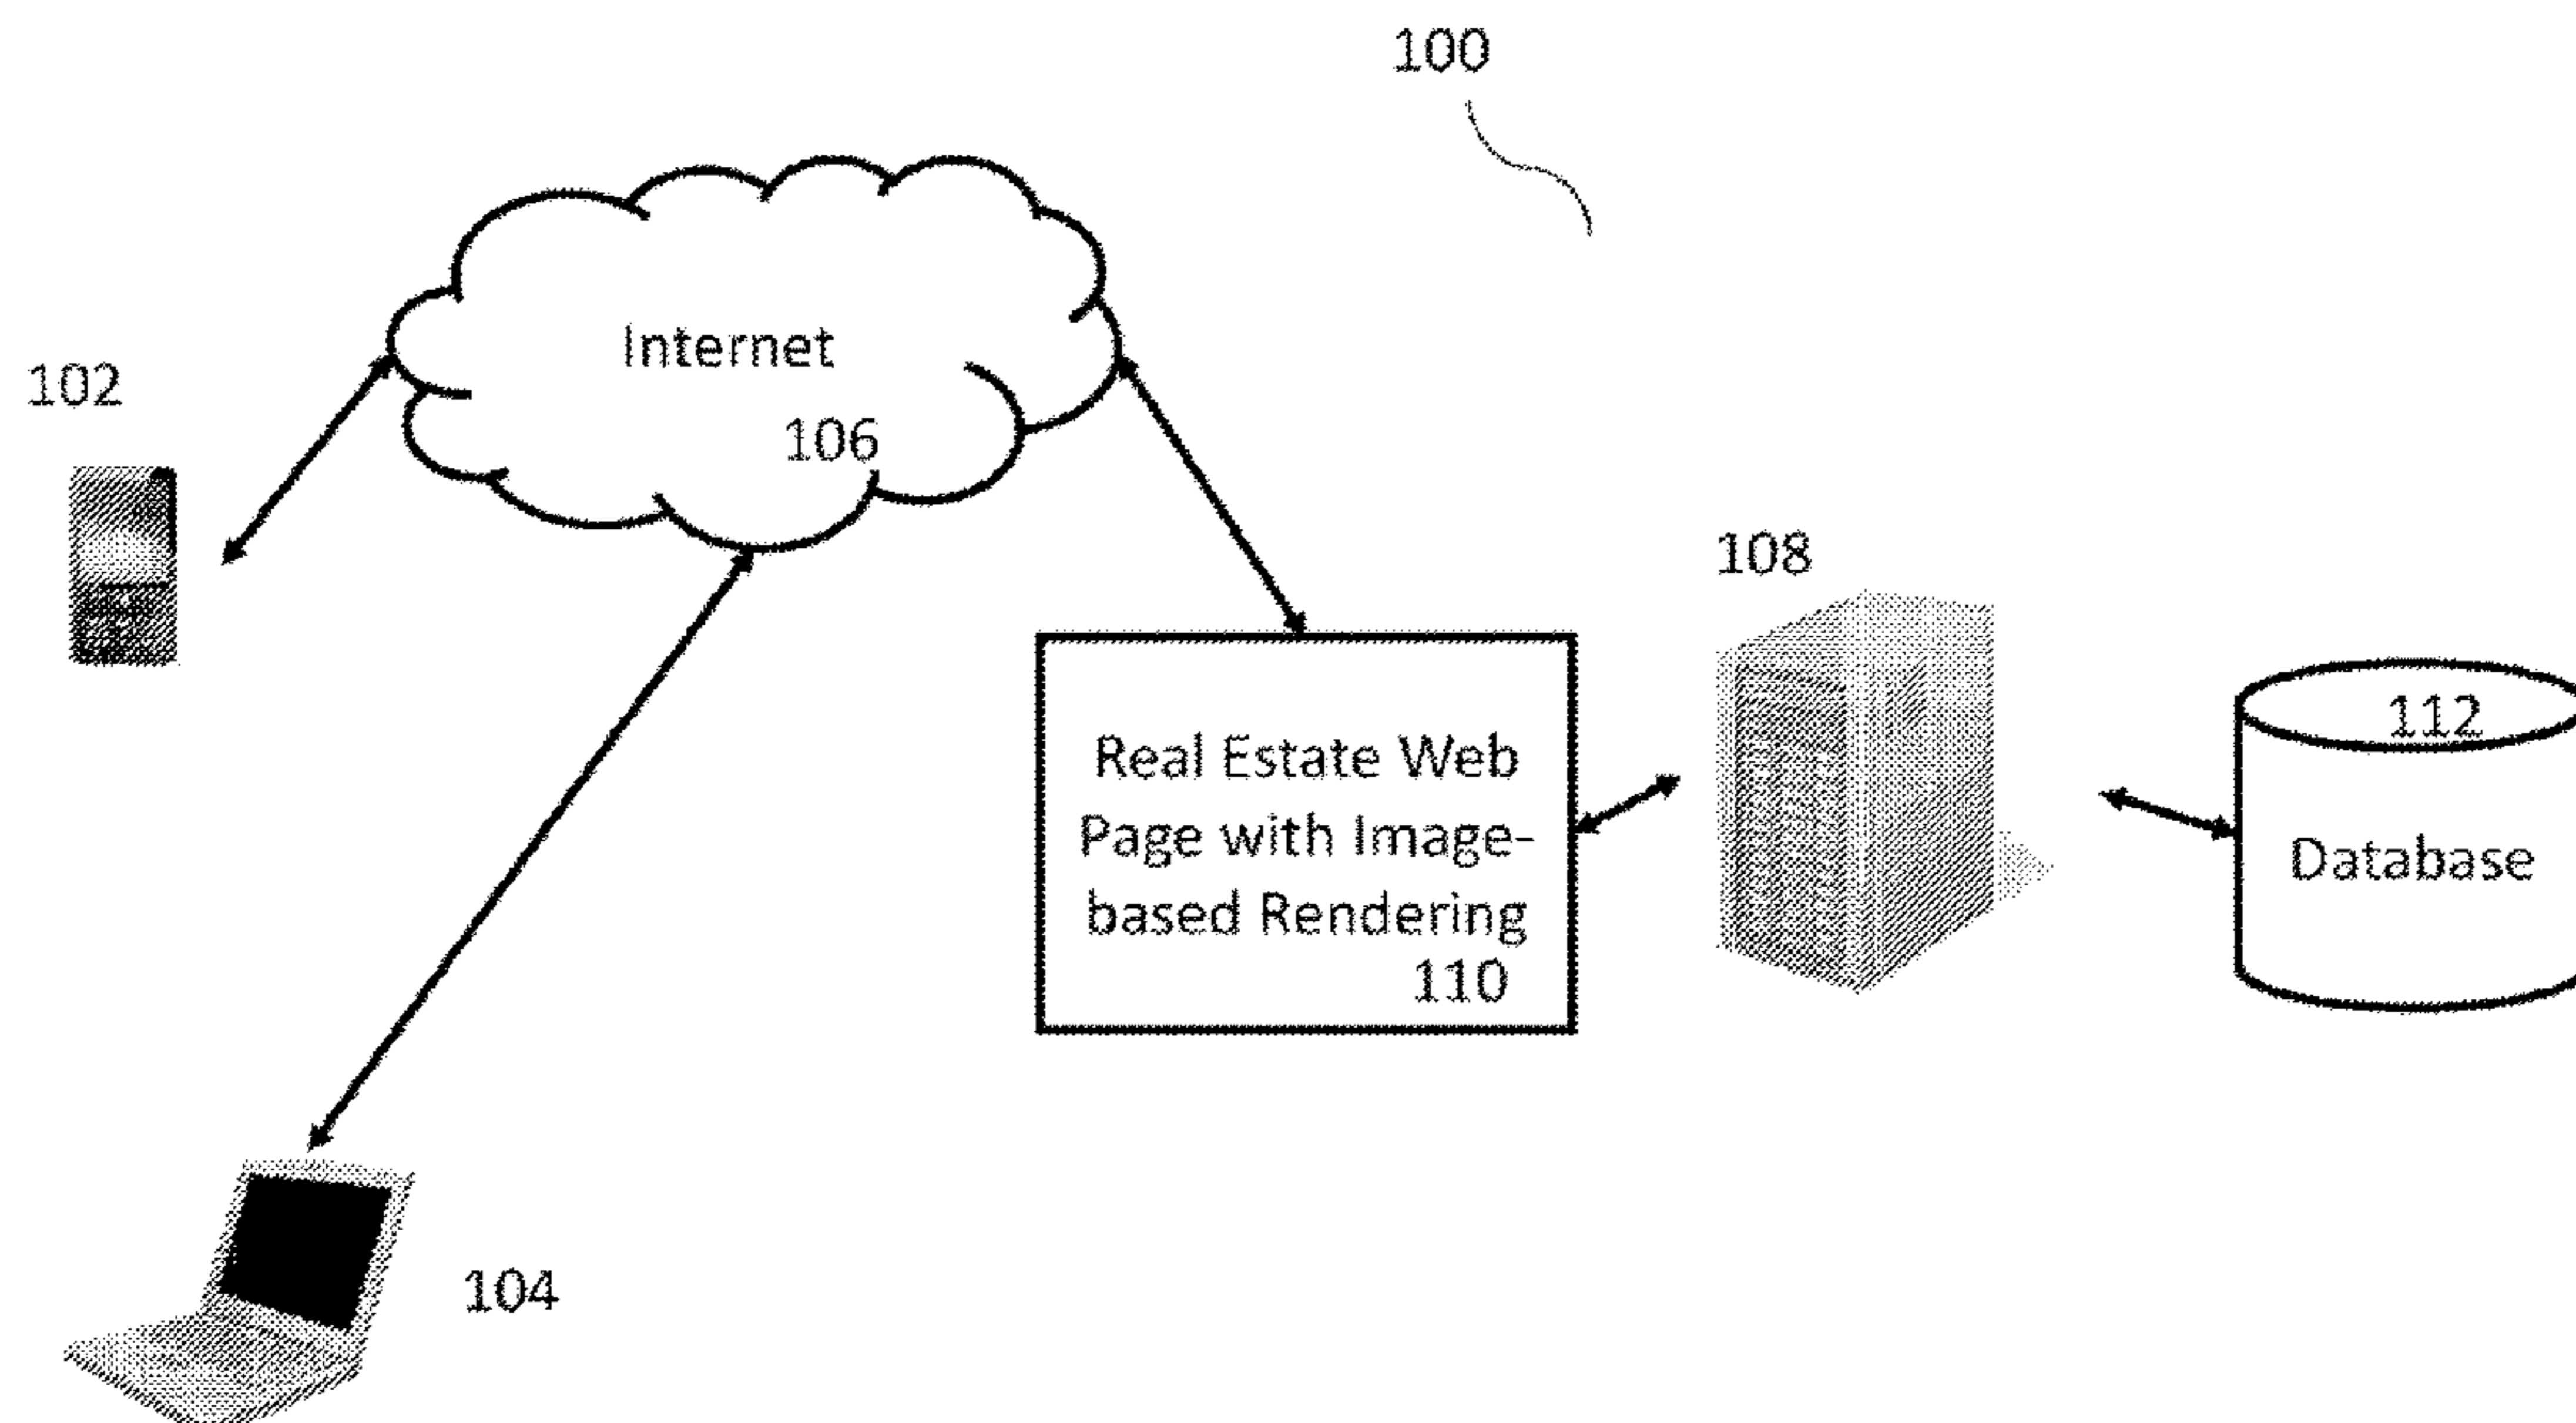 100
Internet
102
106
108
112
Real Estate Web
Page with Image-
based Rendering
110
Database
104